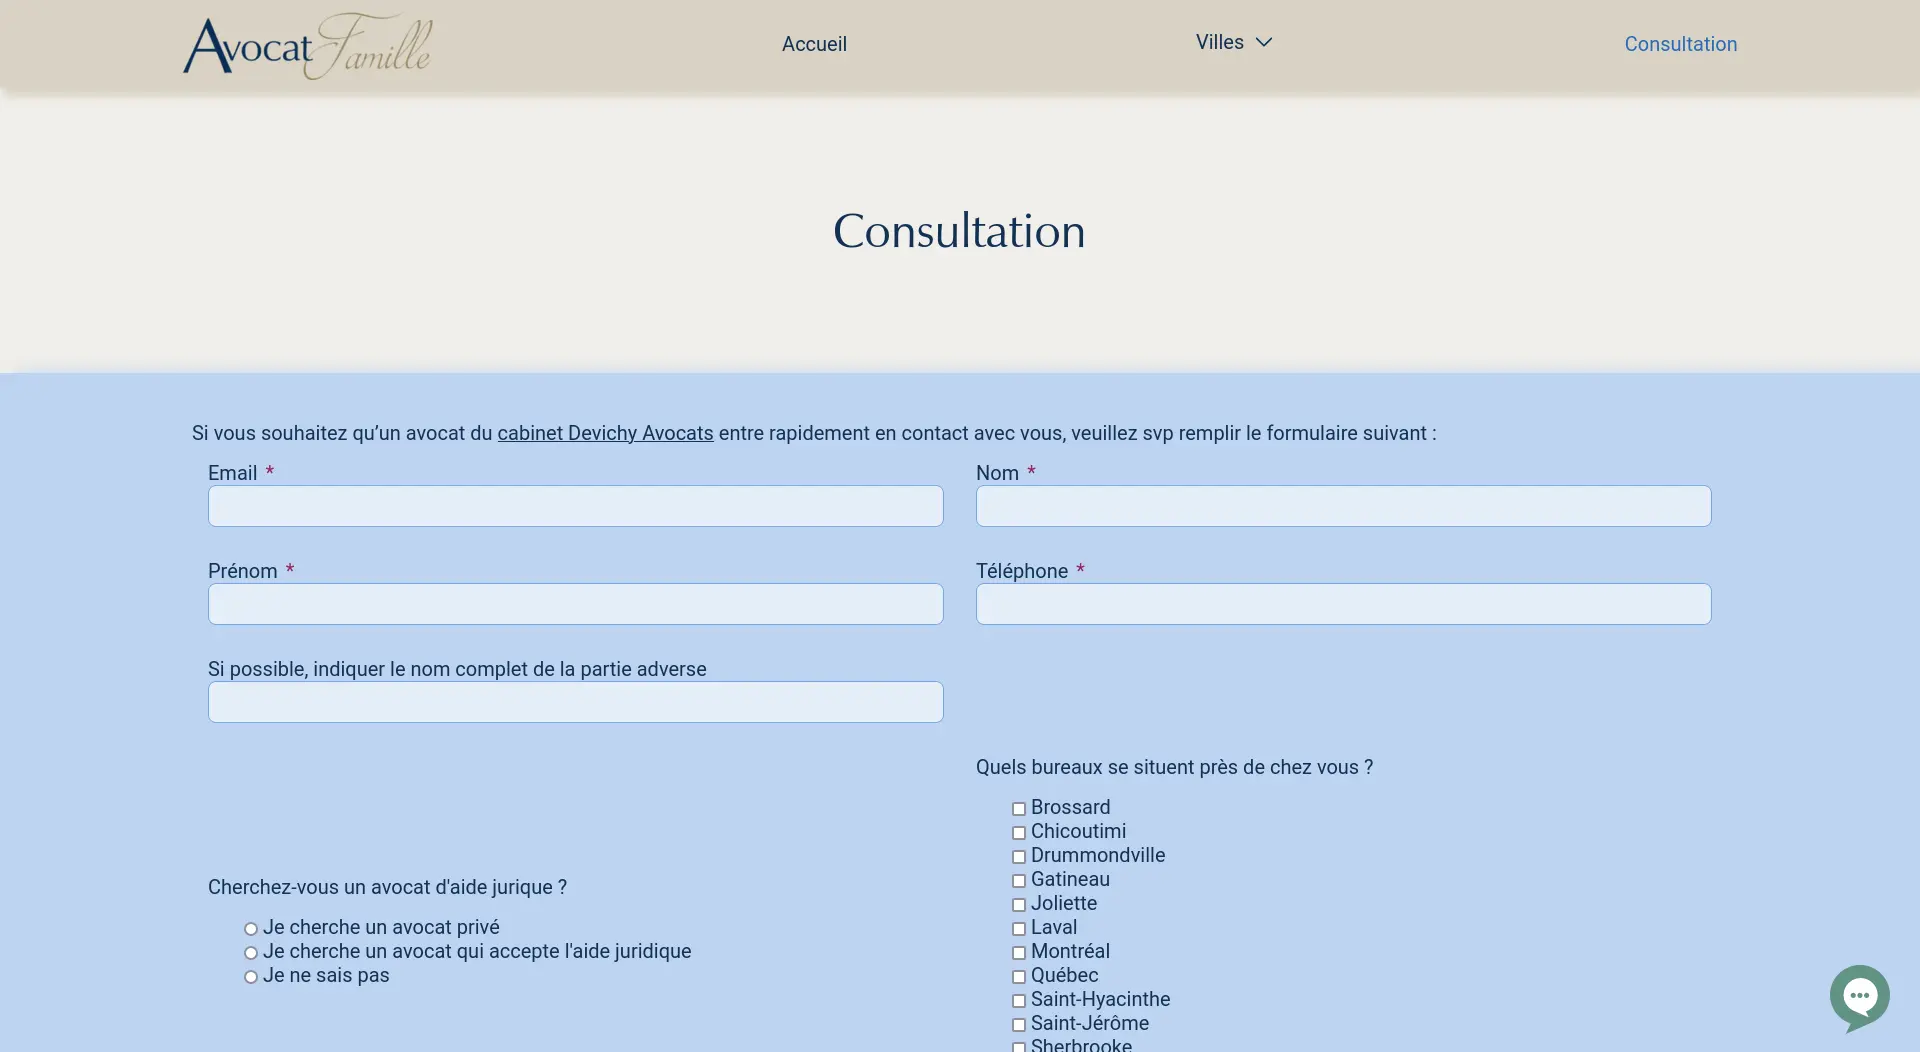 Avocat Famille
Accueil
Villes
Consultation
Consultation
Si vous souhaitez qu’un avocat du cabinet Devichy Avocats entre rapidement en contact avec vous, veuillez svp remplir le formulaire suivant :
Email *
Nom *
Prénom *
Téléphone *
Si possible, indiquer le nom complet de la partie adverse
Quels bureaux se situent près de chez vous ?
Brossard
Chicoutimi
Drummondville
Gatineau
Joliette
Laval
Montréal
Québec
Saint-Hyacinthe
Saint-Jérôme
Sherbrooke
Cherchez-vous un avocat d'aide jurique ?
Je cherche un avocat privé
Je cherche un avocat qui accepte l'aide juridique
Je ne sais pas